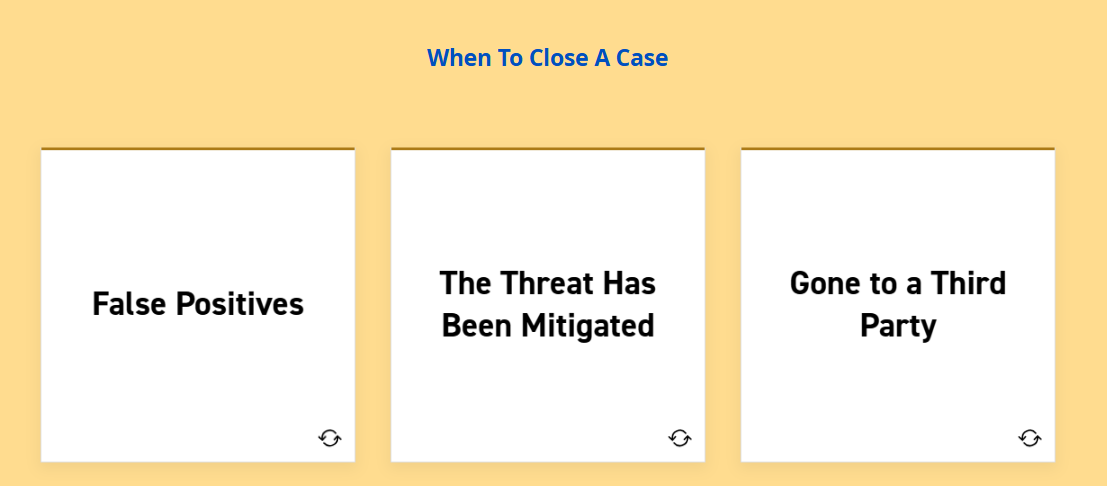 When To Close A Case
False Positives
The Threat Has
Been Mitigated
Gone to a Third
Party